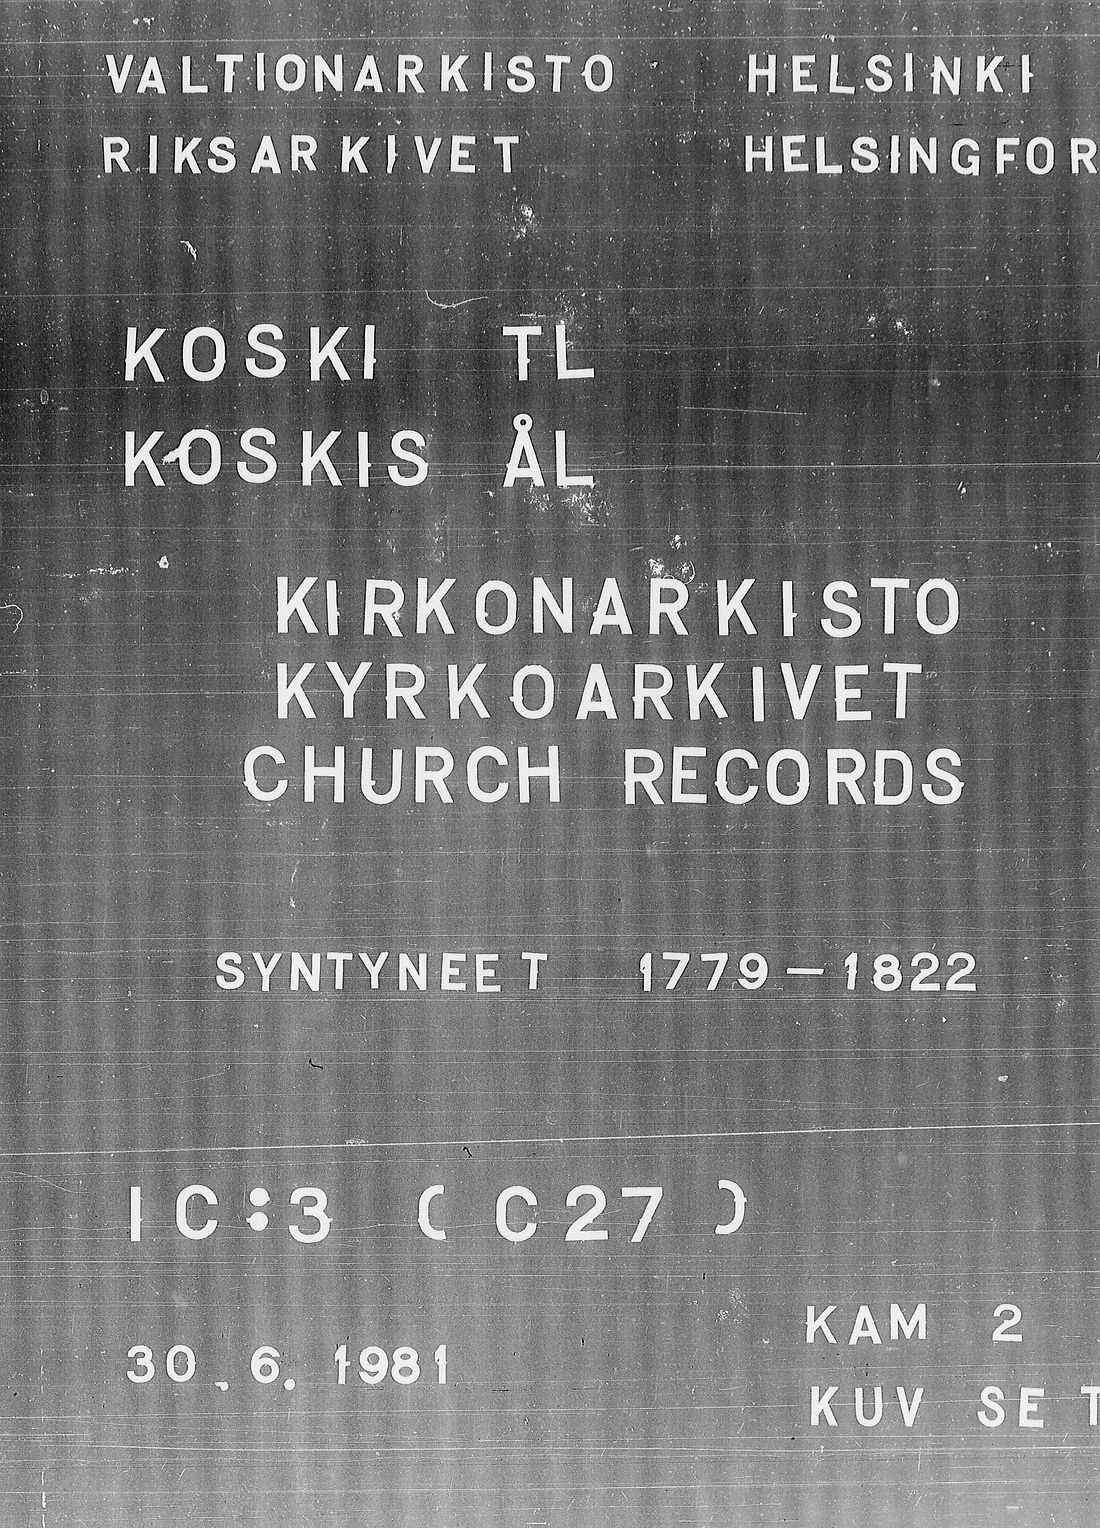 VALTIONARKISTO HELSINKI
RIKSARKIVET HELSINGFOR
KOSKI TL
KOSKIS ÅL
KIRKONARKISTO
KYRKOARKIVET
CHURCH RECORDS
SYNTYNEET 1779—1822
IC:3 (C27)
KAM 2
30.6.1981
KUV SET